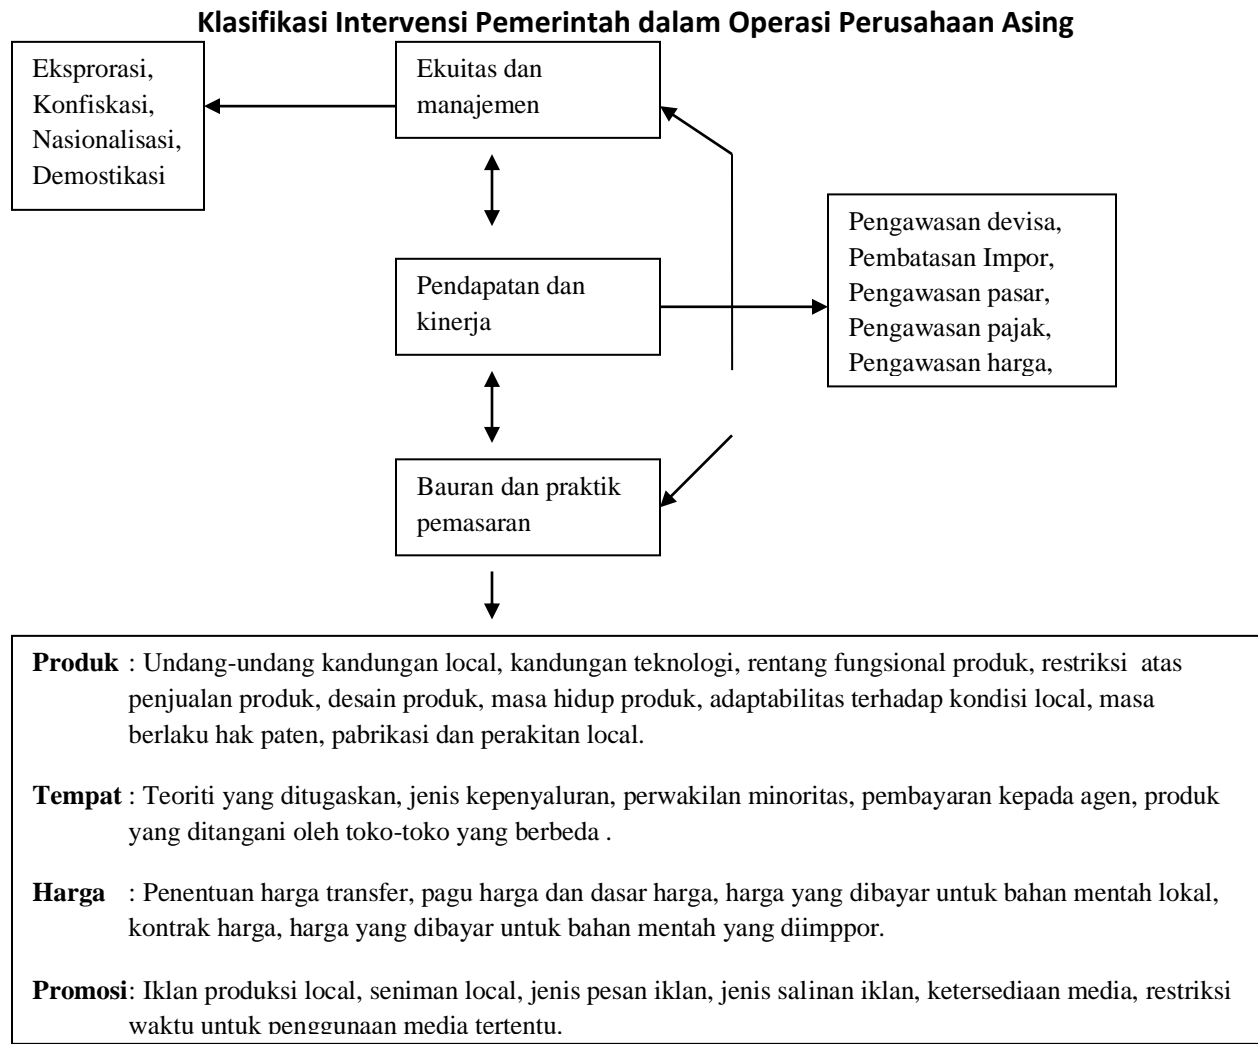 Klasifikasi Intervensi Pemerintah dalam Operasi Perusahaan Asing
Eksprorasi,
Konfiskasi,
Nasionalisasi,
Demostikasi
Ekuitas dan
manajemen
Pengawasan devisa,
Pembatasan Impor,
Pengawasan pasar,
Pengawasan pajak,
Pengawasan harga,
Pendapatan dan
kinerja
Bauran dan praktik
pemasaran
Produk : Undang-undang kandungan local, kandungan teknologi, rentang fungsional produk, restriksi atas
penjualan produk, desain produk, masa hidup produk, adaptabilitas terhadap kondisi local, masa
berlaku hak paten, pabrikasi dan perakitan local.
Tempat : Teoriti yang ditugaskan, jenis kepenyaluran, perwakilan minoritas, pembayaran kepada agen, produk
yang ditangani oleh toko-toko yang berbeda .
Harga : Penentuan harga transfer, pagu harga dan dasar harga, harga yang dibayar untuk bahan mentah lokal,
kontrak harga, harga yang dibayar untuk bahan mentah yang diimppor.
Promosi: Iklan produksi local, seniman local, jenis pesan iklan, jenis salinan iklan, ketersediaan media, restriksi
waktu untuk penggunaan media tertentu.